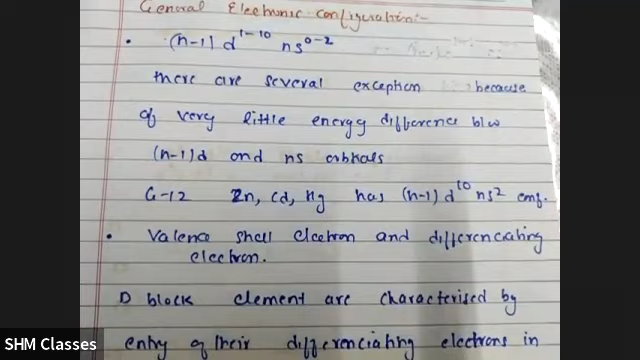 General Electronic configuration:-
• (n-1) d¹⁻¹⁰ ns⁰⁻²
there are several exception because
of very little energy difference b/w
(n-1)d and ns orbitals
G-12 Zn, Cd, Hg has (n-1) d¹⁰ ns² conf.
• Valence shell electron and differenciating
electron.
D block element are characterised by
entry of their differenciating electrons in
SHM Classes